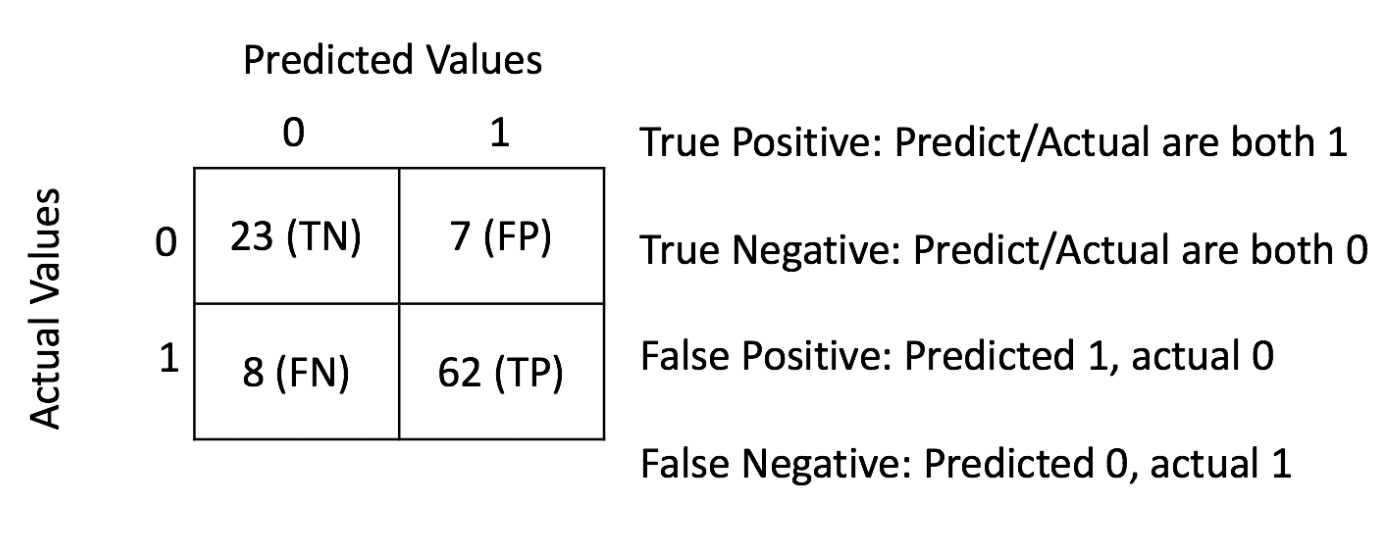 Predicted Values
0 1
True Positive: Predict/Actual are both 1
Actual Values
0 23 (TN) 7 (FP)
True Negative: Predict/Actual are both 0
1 8 (FN) 62 (TP)
False Positive: Predicted 1, actual 0
False Negative: Predicted 0, actual 1